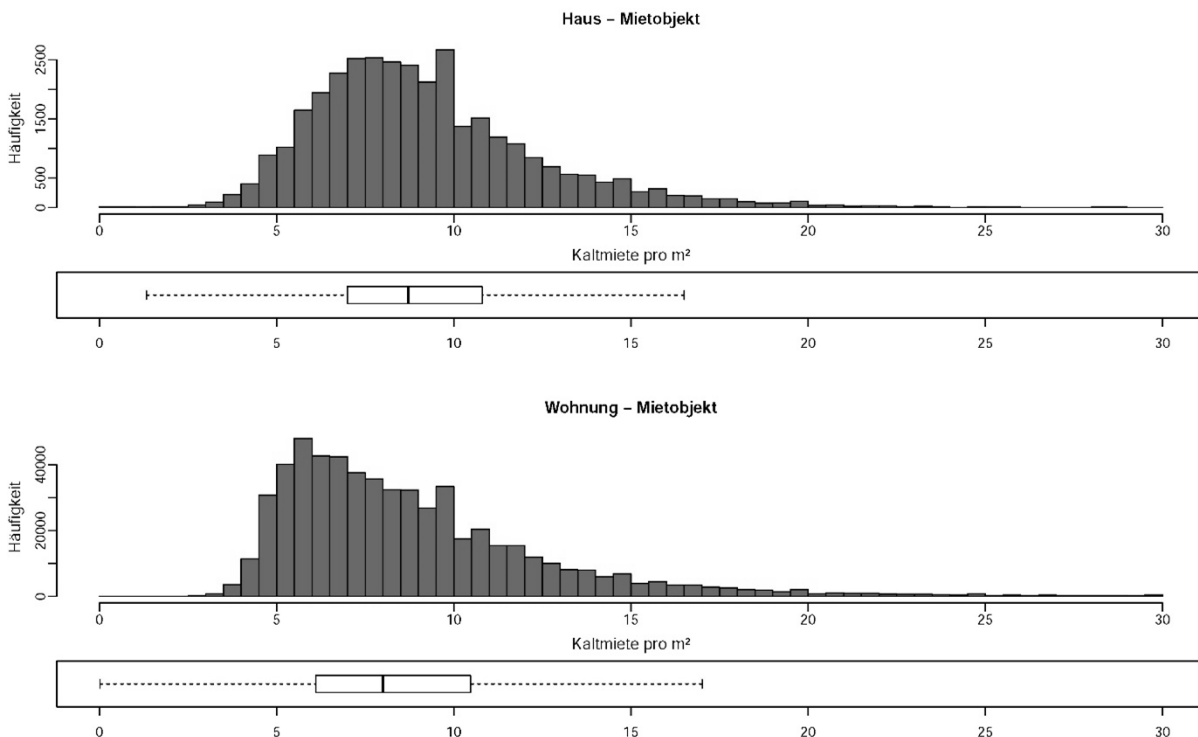 Haus – Mietobjekt
Häufigkeit
2500
1500
500
0
0 5 10 15 20 25 30
Kaltmiete pro m²
0 5 10 15 20 25 30
Wohnung – Mietobjekt
Häufigkeit
40000
20000
0
0 5 10 15 20 25 30
Kaltmiete pro m²
0 5 10 15 20 25 30